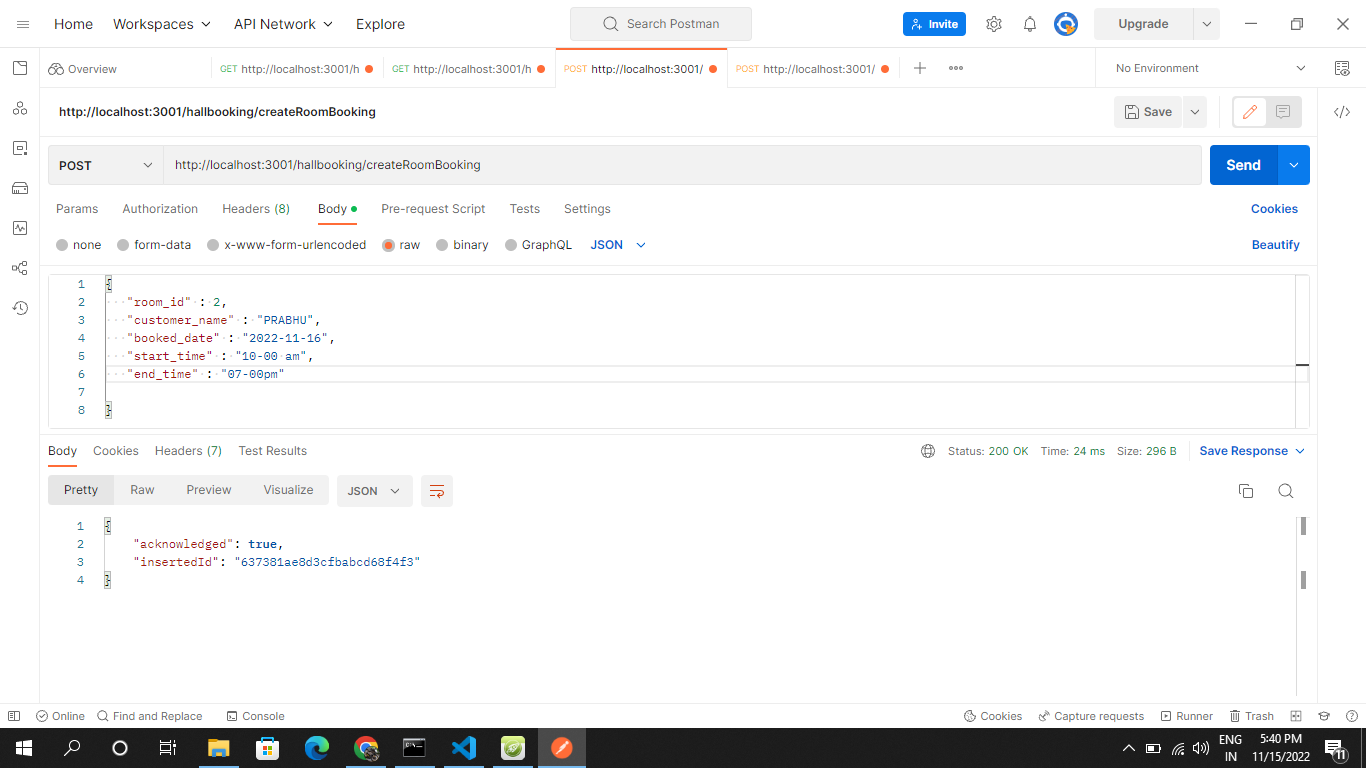 Home Workspaces API Network Explore Search Postman Invite Upgrade
Overview GET http://localhost:3001/h GET http://localhost:3001/h POST http://localhost:3001/ POST http://localhost:3001/ No Environment
http://localhost:3001/hallbooking/createRoomBooking Save
POST http://localhost:3001/hallbooking/createRoomBooking Send
Params Authorization Headers (8) Body Pre-request Script Tests Settings Cookies
none form-data x-www-form-urlencoded raw binary GraphQL JSON Beautify
1 {
2 "room_id" : 2,
3 "customer_name" : "PRABHU",
4 "booked_date" : "2022-11-16",
5 "start_time" : "10-00 am",
6 "end_time" : "07-00pm"
7
8 }
Body Cookies Headers (7) Test Results Status: 200 OK Time: 24 ms Size: 296 B Save Response
Pretty Raw Preview Visualize JSON
1 {
2 "acknowledged": true,
3 "insertedId": "637381ae8d3cfbabcd68f4f3"
4 }
Online Find and Replace Console Cookies Capture requests Runner Trash
ENG 5:40 PM
IN 11/15/2022 11